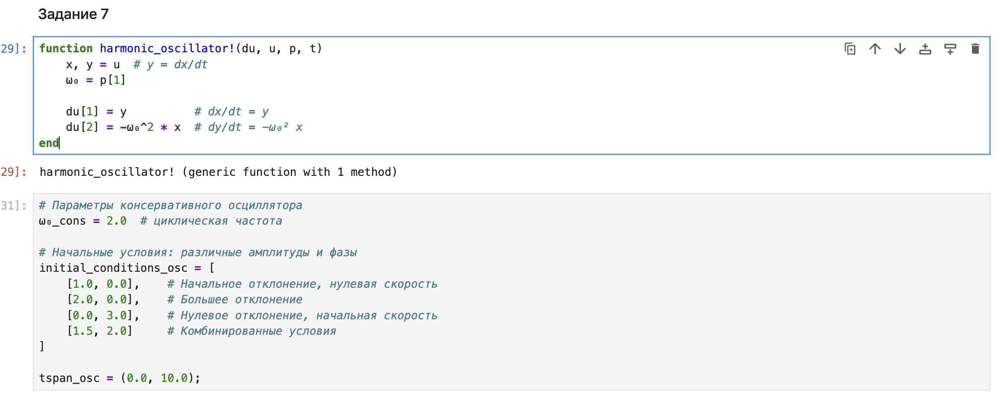 Задание 7
29]:
function harmonic_oscillator!(du, u, p, t)
    x, y = u  # y = dx/dt
    ω₀ = p[1]

    du[1] = y          # dx/dt = y
    du[2] = -ω₀^2 * x  # dy/dt = -ω₀² x
end
29]: harmonic_oscillator! (generic function with 1 method)
31]:
# Параметры консервативного осциллятора
ω₀_cons = 2.0  # циклическая частота

# Начальные условия: различные амплитуды и фазы
initial_conditions_osc = [
    [1.0, 0.0],    # Начальное отклонение, нулевая скорость
    [2.0, 0.0],    # Большее отклонение
    [0.0, 3.0],    # Нулевое отклонение, начальная скорость
    [1.5, 2.0]     # Комбинированные условия
]

tspan_osc = (0.0, 10.0);